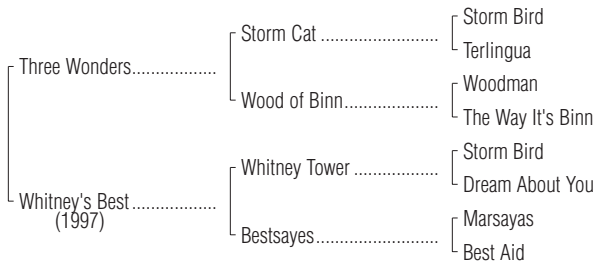 Storm Bird
Storm Cat ........................
Terlingua
Three Wonders.................
Woodman
Wood of Binn...................
The Way It's Binn
Storm Bird
Whitney Tower .................
Dream About You
Whitney's Best .................
(1997)
Marsayas
Bestsayes.........................
Best Aid